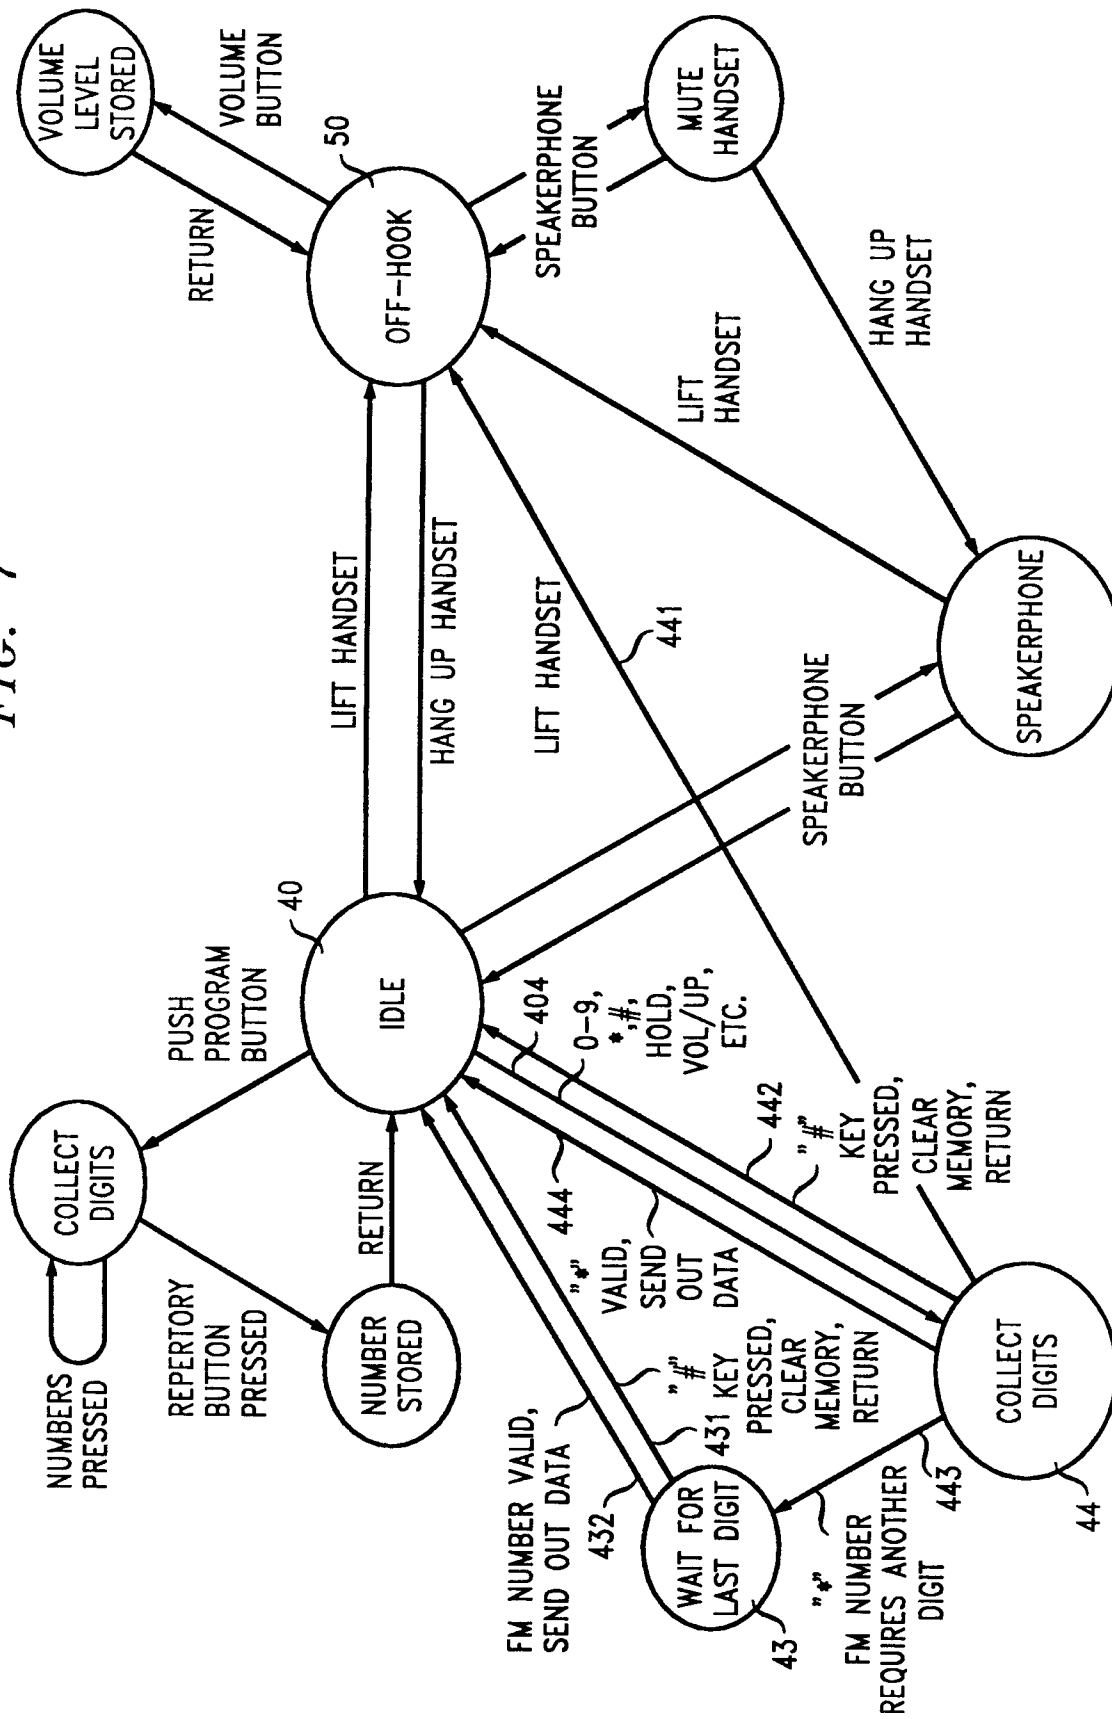 FIG. 7
NUMBERS
PRESSED
COLLECT
DIGITS
PUSH
PROGRAM
BUTTON
REPERTORY
BUTTON
PRESSED
NUMBER
STORED
RETURN
40
IDLE
LIFT HANDSET
HANG UP HANDSET
50
OFF-HOOK
RETURN
VOLUME
BUTTON
VOLUME
LEVEL
STORED
SPEAKERPHONE
BUTTON
MUTE
HANDSET
HANG UP
HANDSET
LIFT
HANDSET
LIFT HANDSET
441
SPEAKERPHONE
BUTTON
SPEAKERPHONE
404
0-9,
*,#,
HOLD,
VOL/UP,
ETC.
442
"#"
KEY
PRESSED,
CLEAR
MEMORY,
RETURN
444
"*"
VALID,
SEND
OUT
DATA
FM NUMBER VALID,
SEND OUT DATA
432
431
"#"
KEY
PRESSED,
CLEAR
MEMORY,
RETURN
WAIT FOR
LAST DIGIT
43
"*"
FM NUMBER
REQUIRES ANOTHER
DIGIT
443
COLLECT
DIGITS
44